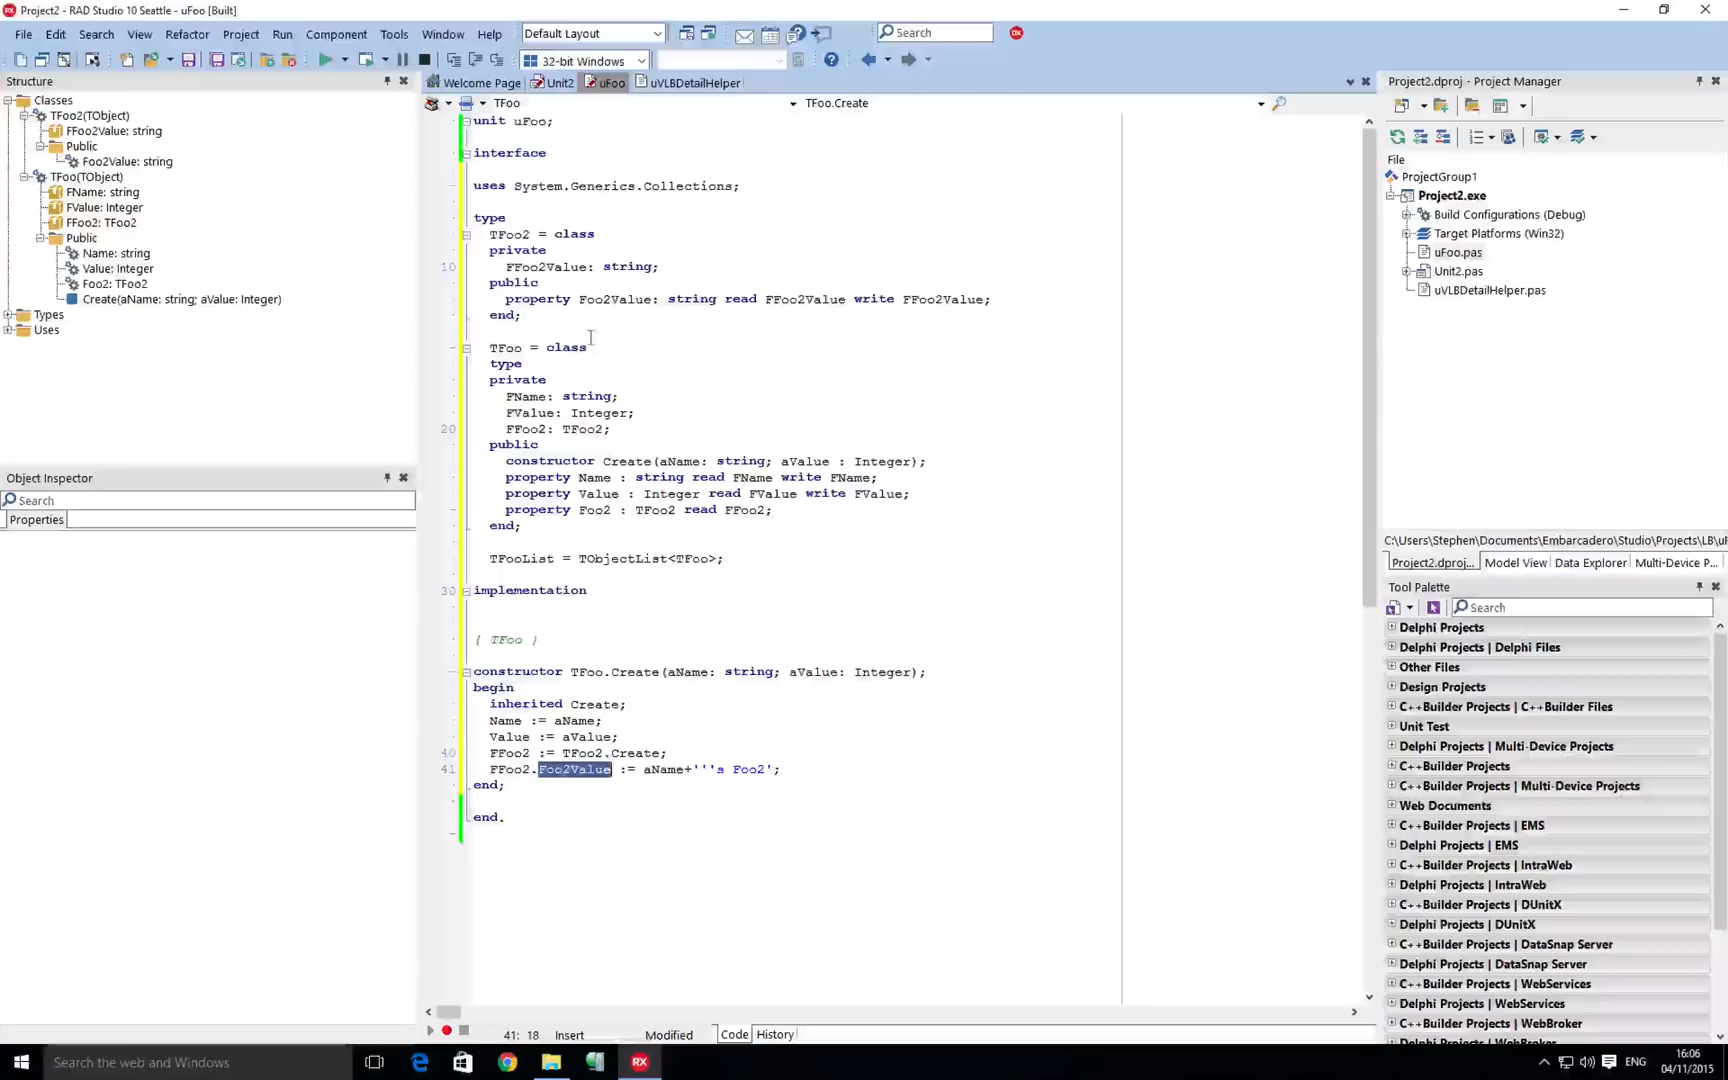 Project2 - RAD Studio 10 Seattle - uFoo [Built]
File Edit Search View Refactor Project Run Component Tools Window Help Default Layout Search
32-bit Windows
Structure
Classes
TFoo2(TObject)
FFoo2Value: string
Public
Foo2Value: string
TFoo(TObject)
FName: string
FValue: Integer
FFoo2: TFoo2
Public
Name: string
Value: Integer
Foo2: TFoo2
Create(aName: string; aValue: Integer)
Types
Uses
Object Inspector
Search
Properties
Welcome Page Unit2 uFoo uVLBDetailHelper
TFoo TFoo.Create
unit uFoo;
interface
uses System.Generics.Collections;
type
TFoo2 = class
private
10 FFoo2Value: string;
public
property Foo2Value: string read FFoo2Value write FFoo2Value;
end;
TFoo = class
type
private
FName: string;
FValue: Integer;
20 FFoo2: TFoo2;
public
constructor Create(aName: string; aValue : Integer);
property Name : string read FName write FName;
property Value : Integer read FValue write FValue;
property Foo2 : TFoo2 read FFoo2;
end;
TFooList = TObjectList<TFoo>;
30 implementation
{ TFoo }
constructor TFoo.Create(aName: string; aValue: Integer);
begin
inherited Create;
Name := aName;
Value := aValue;
40 FFoo2 := TFoo2.Create;
41 FFoo2.Foo2Value := aName+'''s Foo2';
end;
end.
41: 18 Insert Modified Code History
Project2.dproj - Project Manager
File
ProjectGroup1
Project2.exe
Build Configurations (Debug)
Target Platforms (Win32)
uFoo.pas
Unit2.pas
uVLBDetailHelper.pas
C:\Users\Stephen\Documents\Embarcadero\Studio\Projects\LB\uF
Project2.dproj... Model View Data Explorer Multi-Device P...
Tool Palette
Search
Delphi Projects
Delphi Projects | Delphi Files
Other Files
Design Projects
C++Builder Projects | C++Builder Files
Unit Test
Delphi Projects | Multi-Device Projects
C++Builder Projects
C++Builder Projects | Multi-Device Projects
Web Documents
C++Builder Projects | EMS
Delphi Projects | EMS
C++Builder Projects | IntraWeb
Delphi Projects | IntraWeb
C++Builder Projects | DUnitX
Delphi Projects | DUnitX
C++Builder Projects | DataSnap Server
Delphi Projects | DataSnap Server
C++Builder Projects | WebServices
Delphi Projects | WebServices
C++Builder Projects | WebBroker
Search the web and Windows
ENG
16:06
04/11/2015